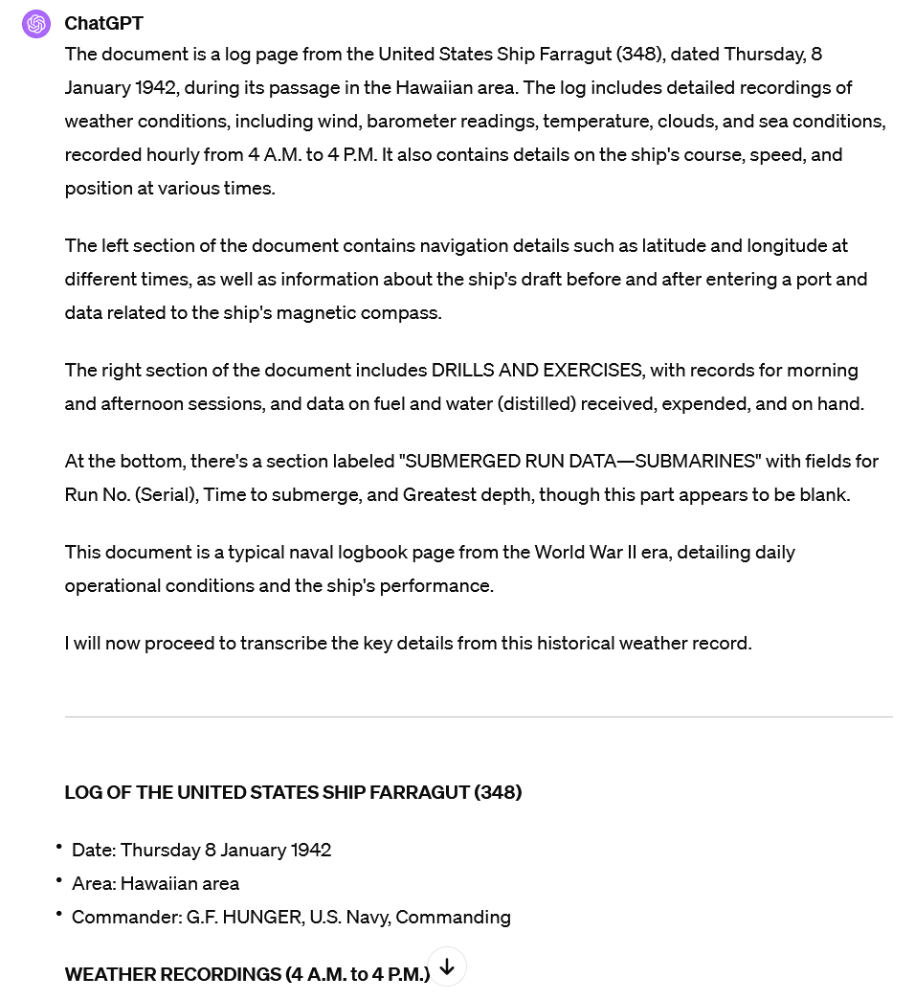 ChatGPT
The document is a log page from the United States Ship Farragut (348), dated Thursday, 8
January 1942, during its passage in the Hawaiian area. The log includes detailed recordings of
weather conditions, including wind, barometer readings, temperature, clouds, and sea conditions,
recorded hourly from 4 A.M. to 4 P.M. It also contains details on the ship's course, speed, and
position at various times.
The left section of the document contains navigation details such as latitude and longitude at
different times, as well as information about the ship's draft before and after entering a port and
data related to the ship's magnetic compass.
The right section of the document includes DRILLS AND EXERCISES, with records for morning
and afternoon sessions, and data on fuel and water (distilled) received, expended, and on hand.
At the bottom, there's a section labeled "SUBMERGED RUN DATA—SUBMARINES" with fields for
Run No. (Serial), Time to submerge, and Greatest depth, though this part appears to be blank.
This document is a typical naval logbook page from the World War II era, detailing daily
operational conditions and the ship's performance.
I will now proceed to transcribe the key details from this historical weather record.
LOG OF THE UNITED STATES SHIP FARRAGUT (348)
• Date: Thursday 8 January 1942
• Area: Hawaiian area
• Commander: G.F. HUNGER, U.S. Navy, Commanding
WEATHER RECORDINGS (4 A.M. to 4 P.M.)